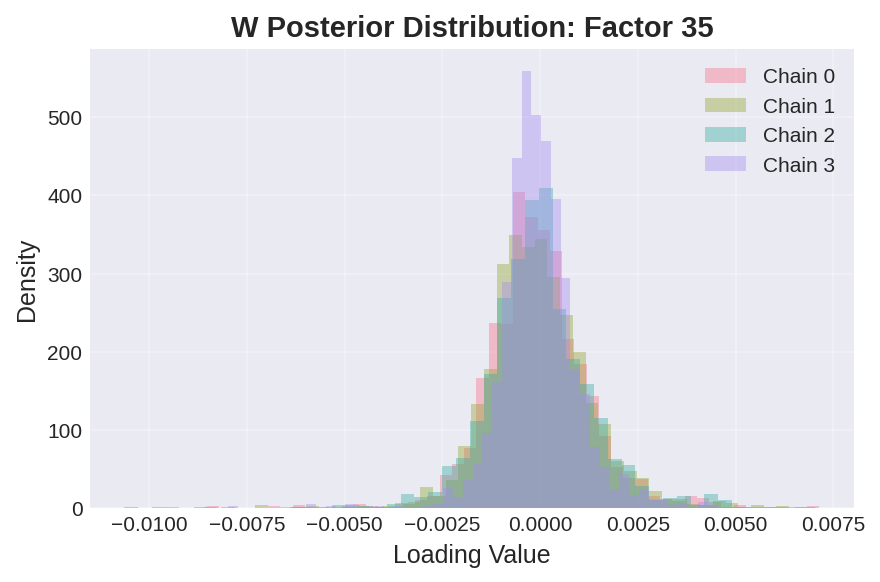 W Posterior Distribution: Factor 35
Chain 0
Chain 1
Chain 2
Chain 3
Density
500
400
300
200
100
0
−0.0100 −0.0075 −0.0050 −0.0025 0.0000 0.0025 0.0050 0.0075
Loading Value